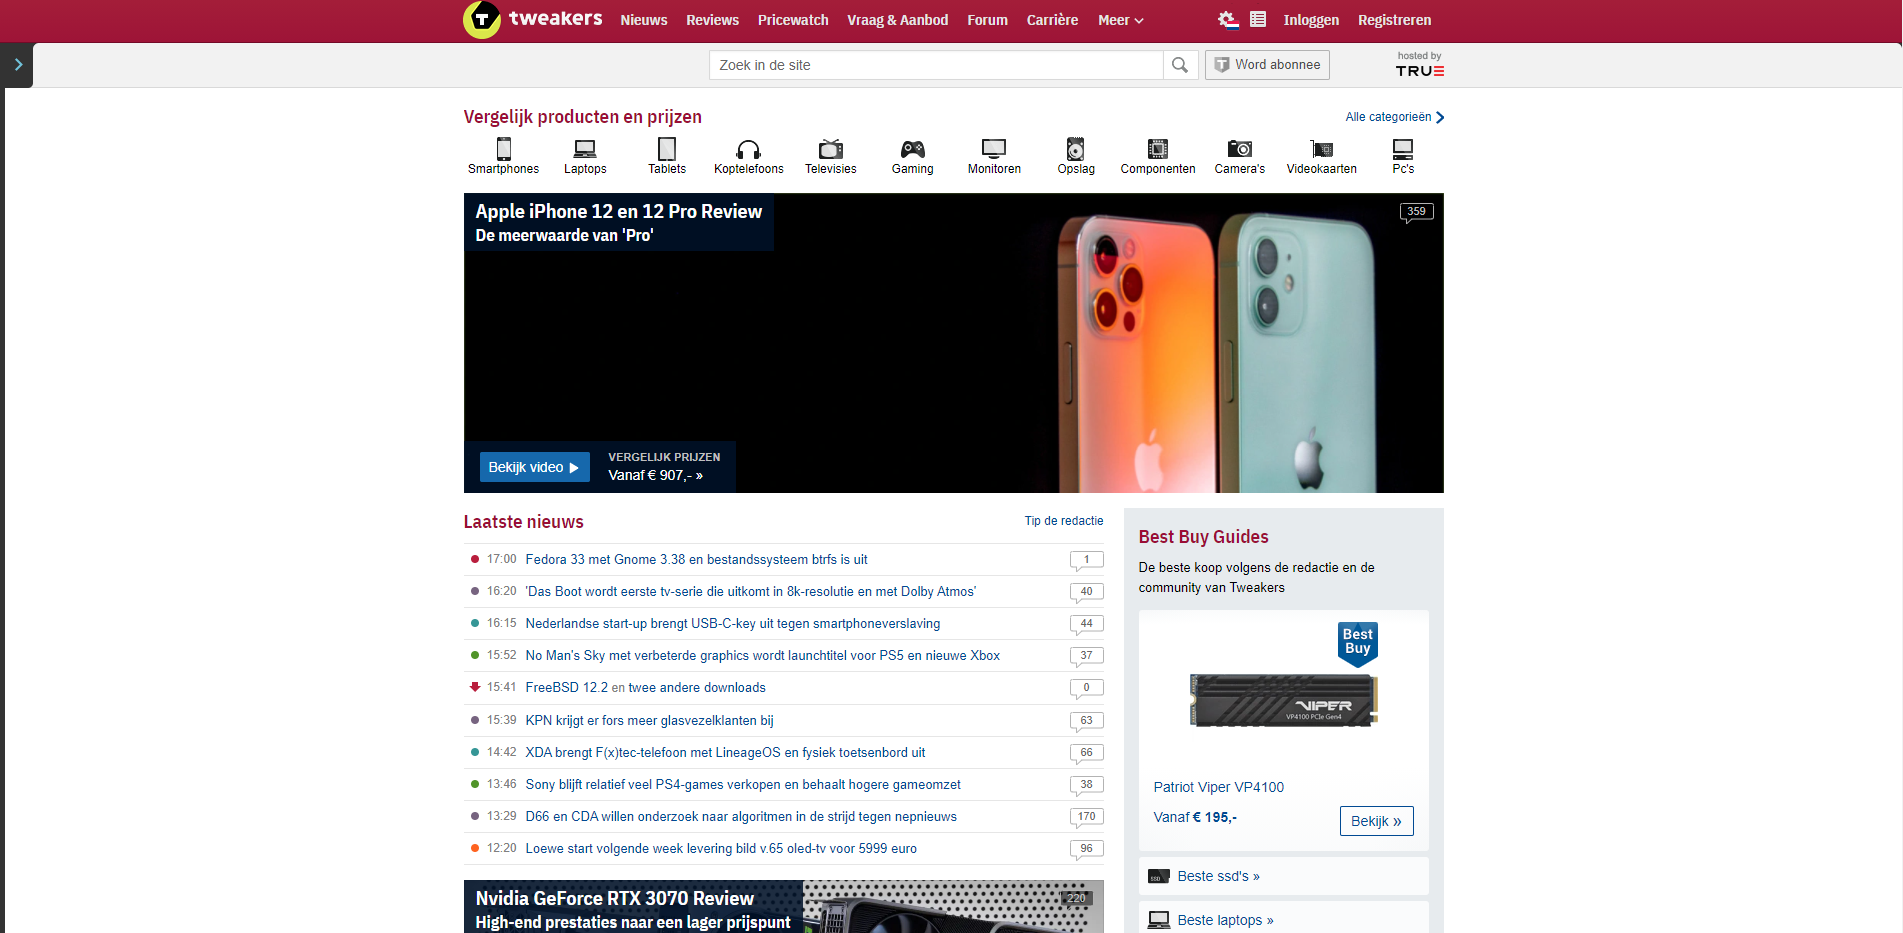 tweakers Nieuws Reviews Pricewatch Vraag & Aanbod Forum Carrière Meer Inloggen Registreren
Zoek in de site
Word abonnee
hosted by
TRUE
Vergelijk producten en prijzen
Alle categorieën
Smartphones Laptops Tablets Koptelefoons Televisies Gaming Monitoren Opslag Componenten Camera's Videokaarten Pc's
Apple iPhone 12 en 12 Pro Review
De meerwaarde van 'Pro'
359
Bekijk video
VERGELIJK PRIJZEN
Vanaf € 907,- »
Laatste nieuws
Tip de redactie
17:00 Fedora 33 met Gnome 3.38 en bestandssysteem btrfs is uit 1
16:20 'Das Boot wordt eerste tv-serie die uitkomt in 8k-resolutie en met Dolby Atmos' 40
16:15 Nederlandse start-up brengt USB-C-key uit tegen smartphoneverslaving 44
15:52 No Man's Sky met verbeterde graphics wordt launchtitel voor PS5 en nieuwe Xbox 37
15:41 FreeBSD 12.2 en twee andere downloads 0
15:39 KPN krijgt er fors meer glasvezelklanten bij 63
14:42 XDA brengt F(x)tec-telefoon met LineageOS en fysiek toetsenbord uit 66
13:46 Sony blijft relatief veel PS4-games verkopen en behaalt hogere gameomzet 38
13:29 D66 en CDA willen onderzoek naar algoritmen in de strijd tegen nepnieuws 170
12:20 Loewe start volgende week levering bild v.65 oled-tv voor 5999 euro 96
Nvidia GeForce RTX 3070 Review
High-end prestaties naar een lager prijspunt
220
Best Buy Guides
De beste koop volgens de redactie en de
community van Tweakers
Best
Buy
VIPER
VP4100 PCIe Gen4
Patriot Viper VP4100
Vanaf € 195,-
Bekijk »
SSD
Beste ssd's »
Beste laptops »